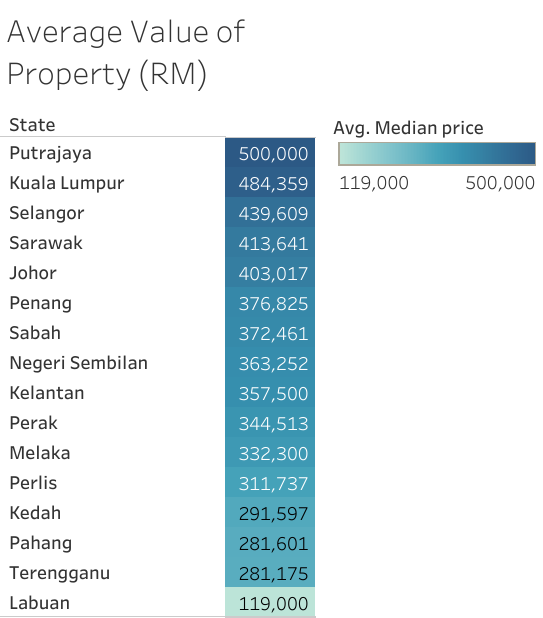 Average Value of
Property (RM)
State
Avg. Median price
119,000 500,000
Putrajaya 500,000
Kuala Lumpur 484,359
Selangor 439,609
Sarawak 413,641
Johor 403,017
Penang 376,825
Sabah 372,461
Negeri Sembilan 363,252
Kelantan 357,500
Perak 344,513
Melaka 332,300
Perlis 311,737
Kedah 291,597
Pahang 281,601
Terengganu 281,175
Labuan 119,000